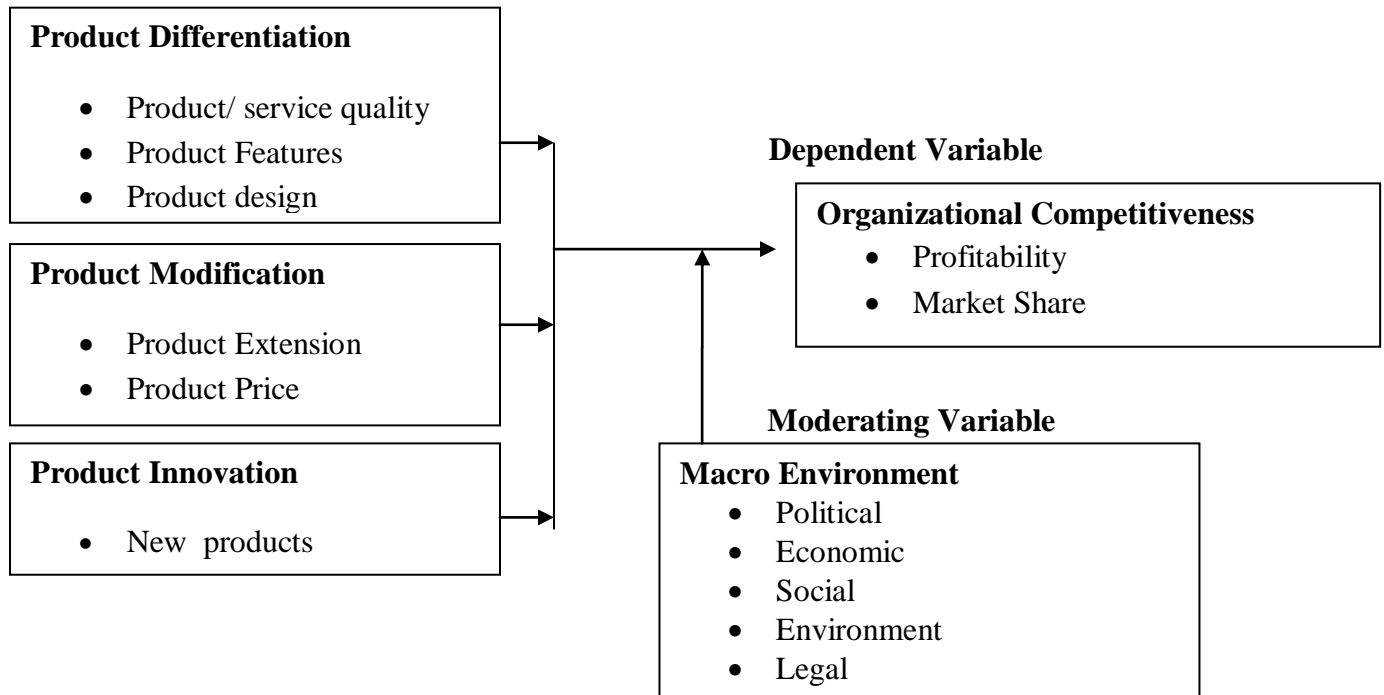 Product Differentiation
• Product/ service quality
• Product Features
• Product design
Product Modification
• Product Extension
• Product Price
Product Innovation
• New products
Dependent Variable
Organizational Competitiveness
• Profitability
• Market Share
Moderating Variable
Macro Environment
• Political
• Economic
• Social
• Environment
• Legal